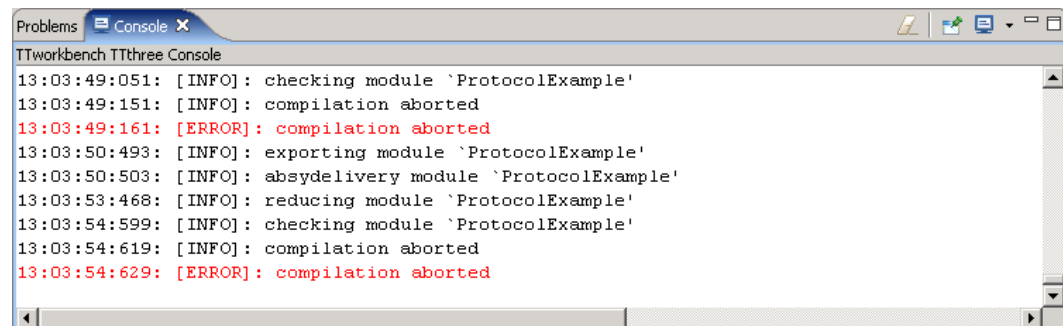 Problems Console
TTworkbench TTthree Console
13:03:49:051: [INFO]: checking module `ProtocolExample'
13:03:49:151: [INFO]: compilation aborted
13:03:49:161: [ERROR]: compilation aborted
13:03:50:493: [INFO]: exporting module `ProtocolExample'
13:03:50:503: [INFO]: absydelivery module `ProtocolExample'
13:03:53:468: [INFO]: reducing module `ProtocolExample'
13:03:54:599: [INFO]: checking module `ProtocolExample'
13:03:54:619: [INFO]: compilation aborted
13:03:54:629: [ERROR]: compilation aborted